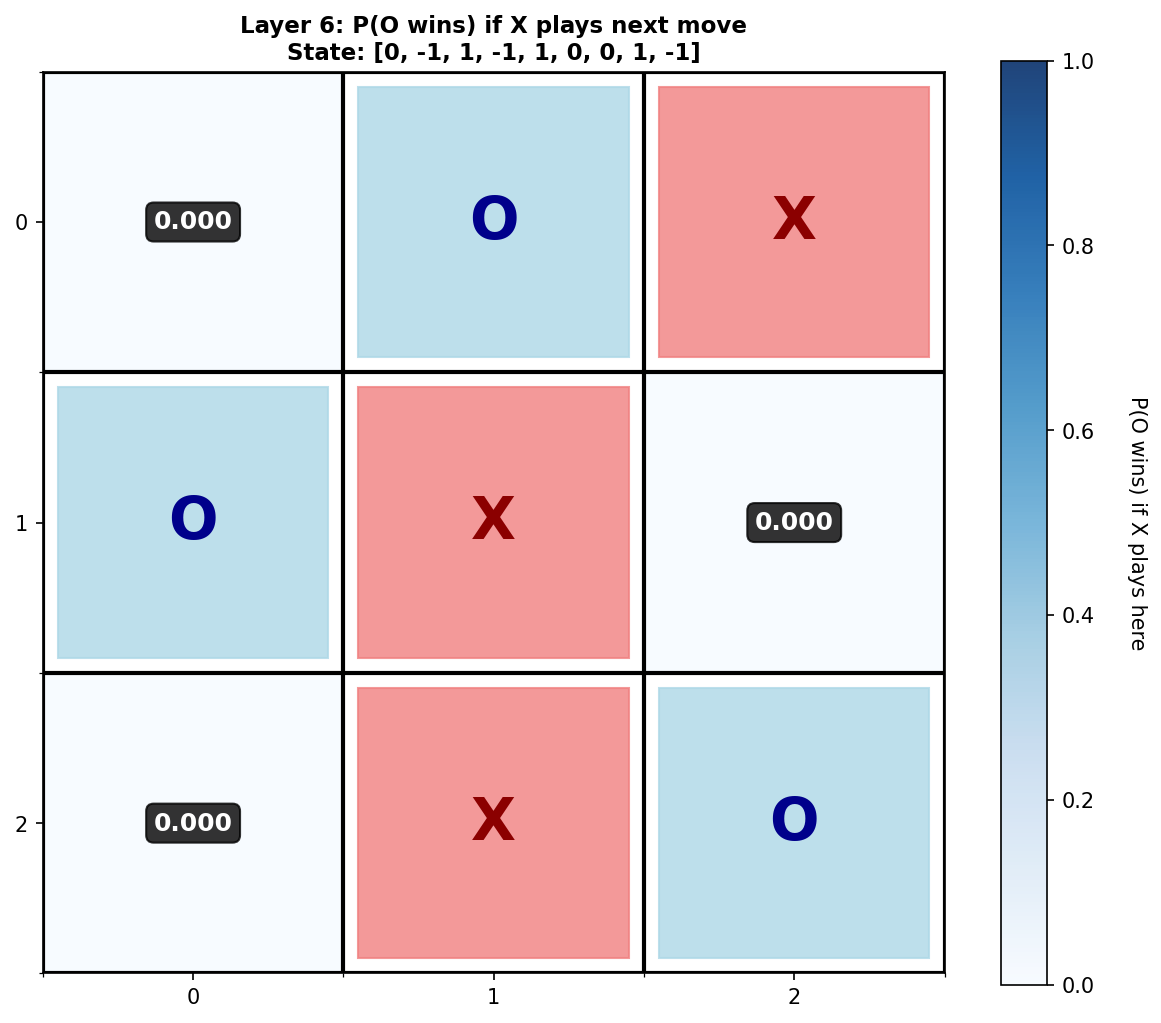 Layer 6: P(O wins) if X plays next move
State: [0, -1, 1, -1, 1, 0, 0, 1, -1]
0 0.000 O X
1 O X 0.000
2 0.000 X O
0 1 2
1.0
0.8
0.6
0.4
0.2
0.0
P(O wins) if X plays here